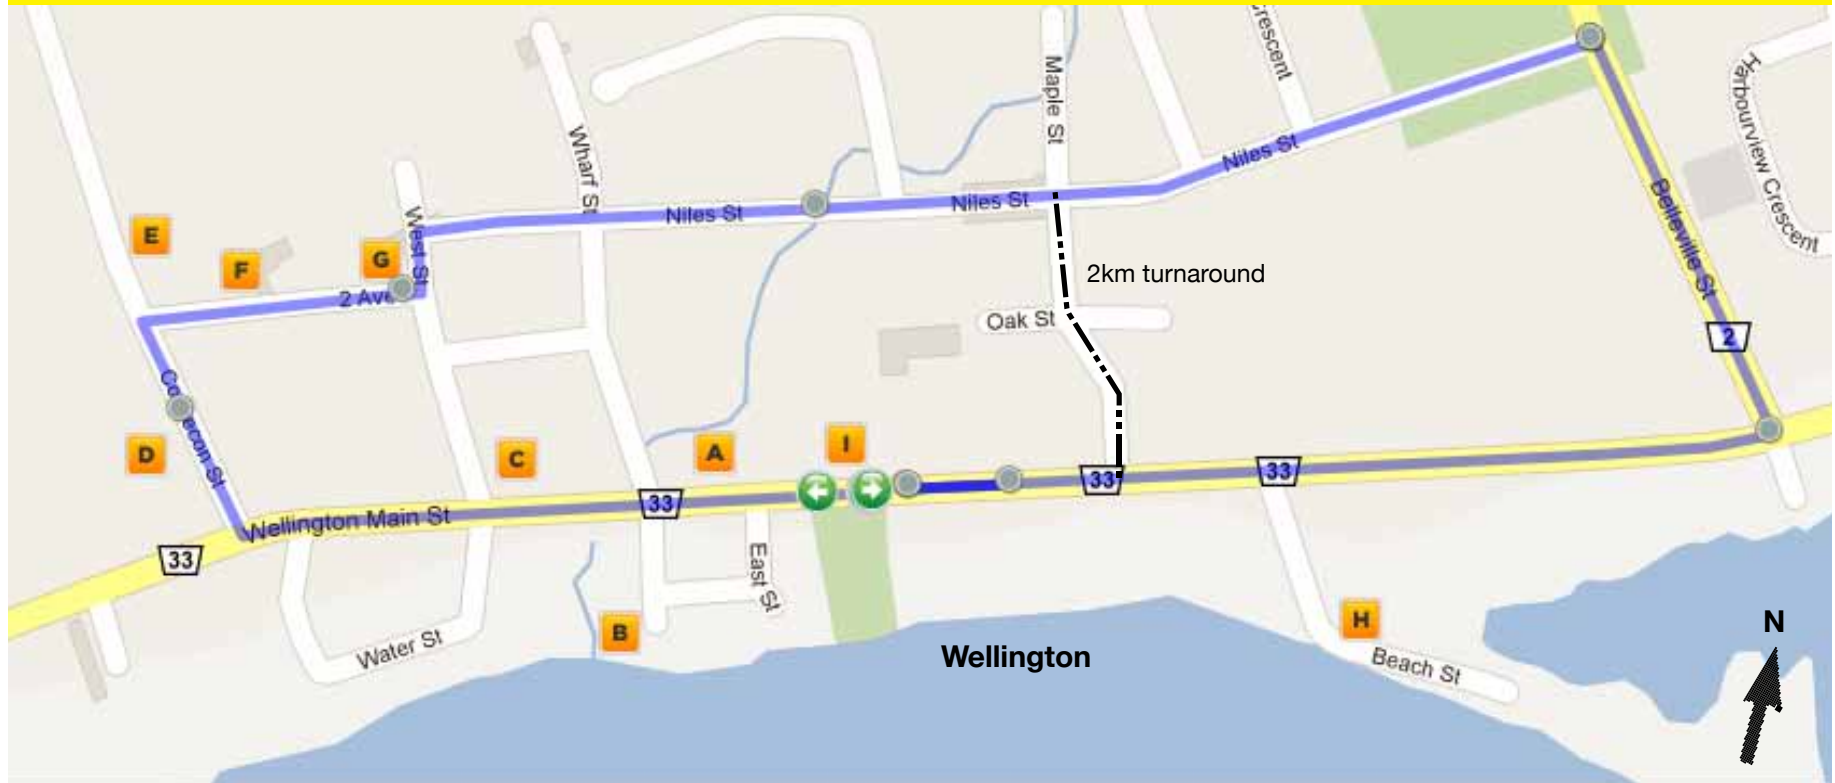 Crescent
Maple St
Harbourview Crescent
Wharf St
Niles St
Niles St
Niles St
West St
Belleville St
E
F
G
2 Ave
2km turnaround
Oak St
2
D
C
A
I
33
33
33
Wellington Main St
33
East St
B
Water St
H
Wellington
Beach St
N